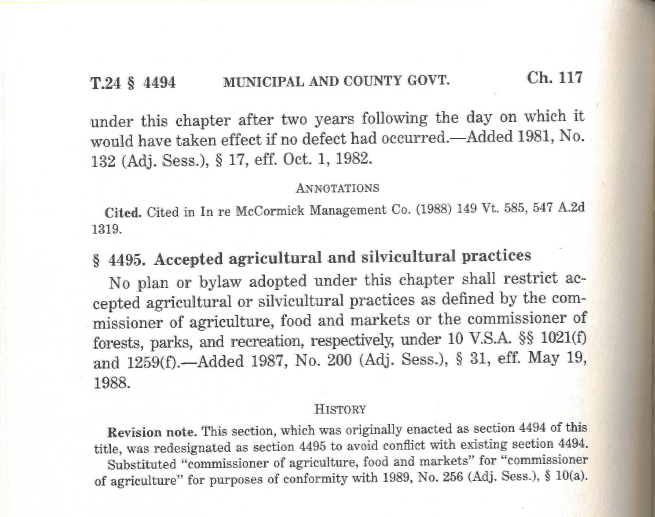 T.24 § 4494 MUNICIPAL AND COUNTY GOVT. Ch. 117
under this chapter after two years following the day on which it
would have taken effect if no defect had occurred.—Added 1981, No.
132 (Adj. Sess.), § 17, eff. Oct. 1, 1982.
ANNOTATIONS
Cited. Cited in In re McCormick Management Co. (1988) 149 Vt. 585, 547 A.2d
1319.
§ 4495. Accepted agricultural and silvicultural practices
No plan or bylaw adopted under this chapter shall restrict ac-
cepted agricultural or silvicultural practices as defined by the com-
missioner of agriculture, food and markets or the commissioner of
forests, parks, and recreation, respectively, under 10 V.S.A. §§ 1021(f)
and 1259(f).—Added 1987, No. 200 (Adj. Sess.), § 31, eff. May 19,
1988.
HISTORY
Revision note. This section, which was originally enacted as section 4494 of this
title, was redesignated as section 4495 to avoid conflict with existing section 4494.
Substituted “commissioner of agriculture, food and markets” for “commissioner
of agriculture” for purposes of conformity with 1989, No. 256 (Adj. Sess.), § 10(a).